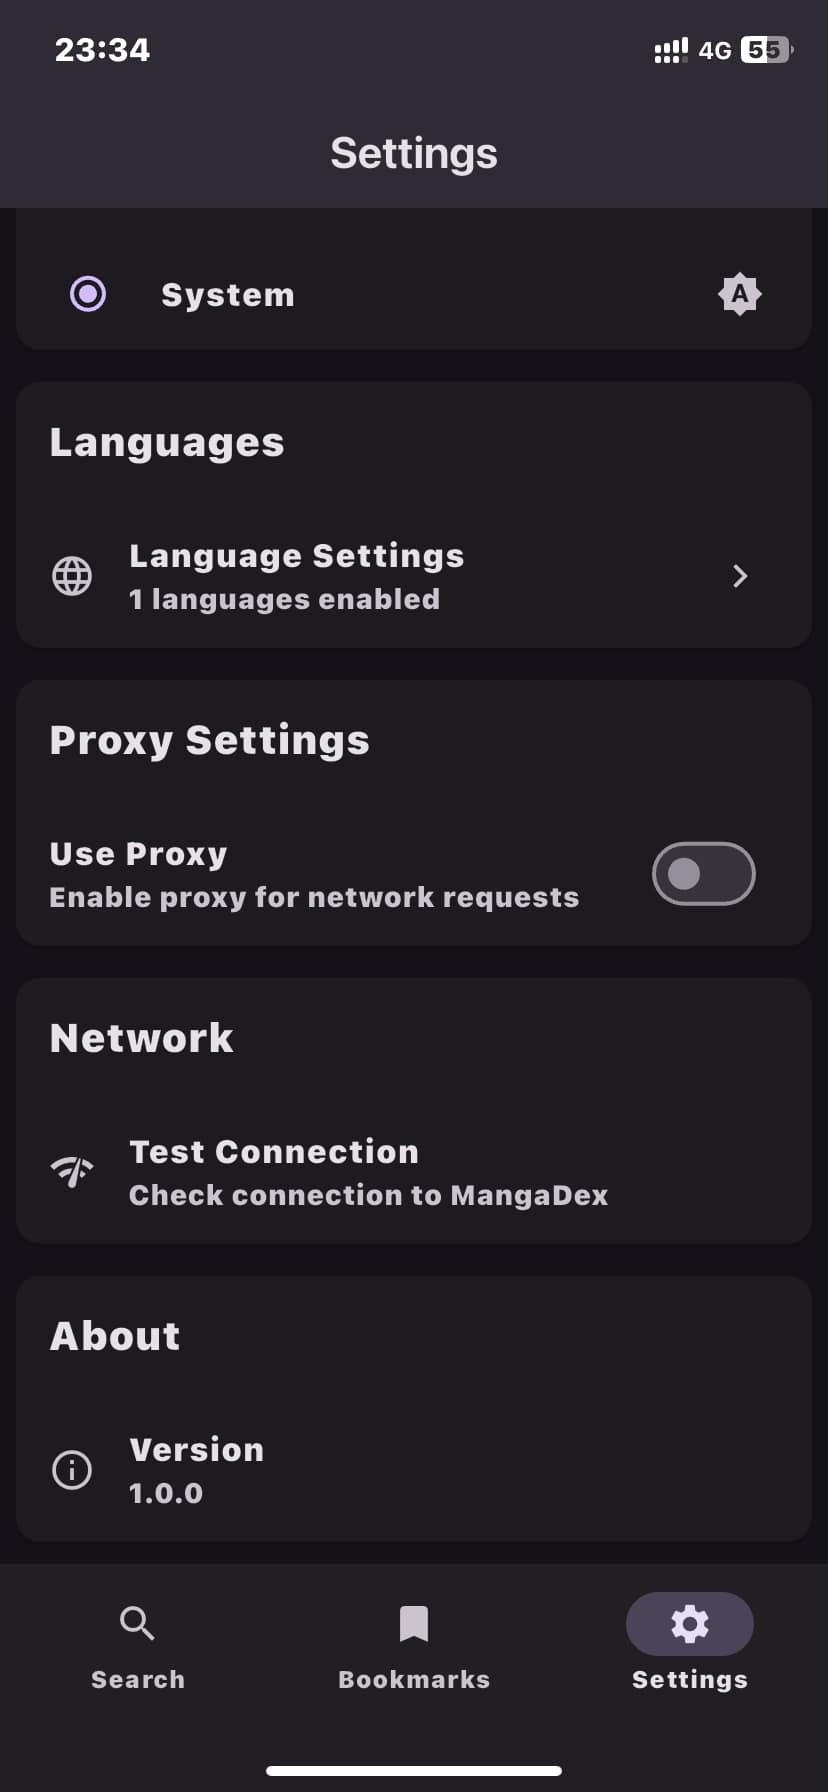 23:34
4G 55
Settings
System
A
Languages
Language Settings
1 languages enabled
Proxy Settings
Use Proxy
Enable proxy for network requests
Network
Test Connection
Check connection to MangaDex
About
Version
1.0.0
Search Bookmarks Settings